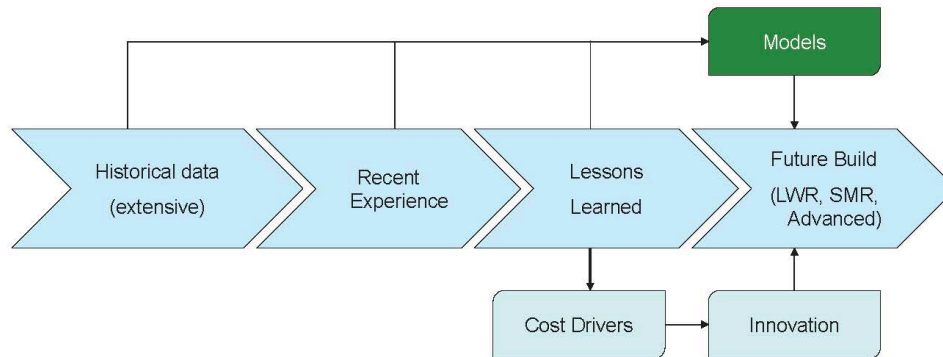 Models
Historical data
(extensive)
Recent
Experience
Lessons
Learned
Future Build
(LWR, SMR,
Advanced)
Cost Drivers
Innovation